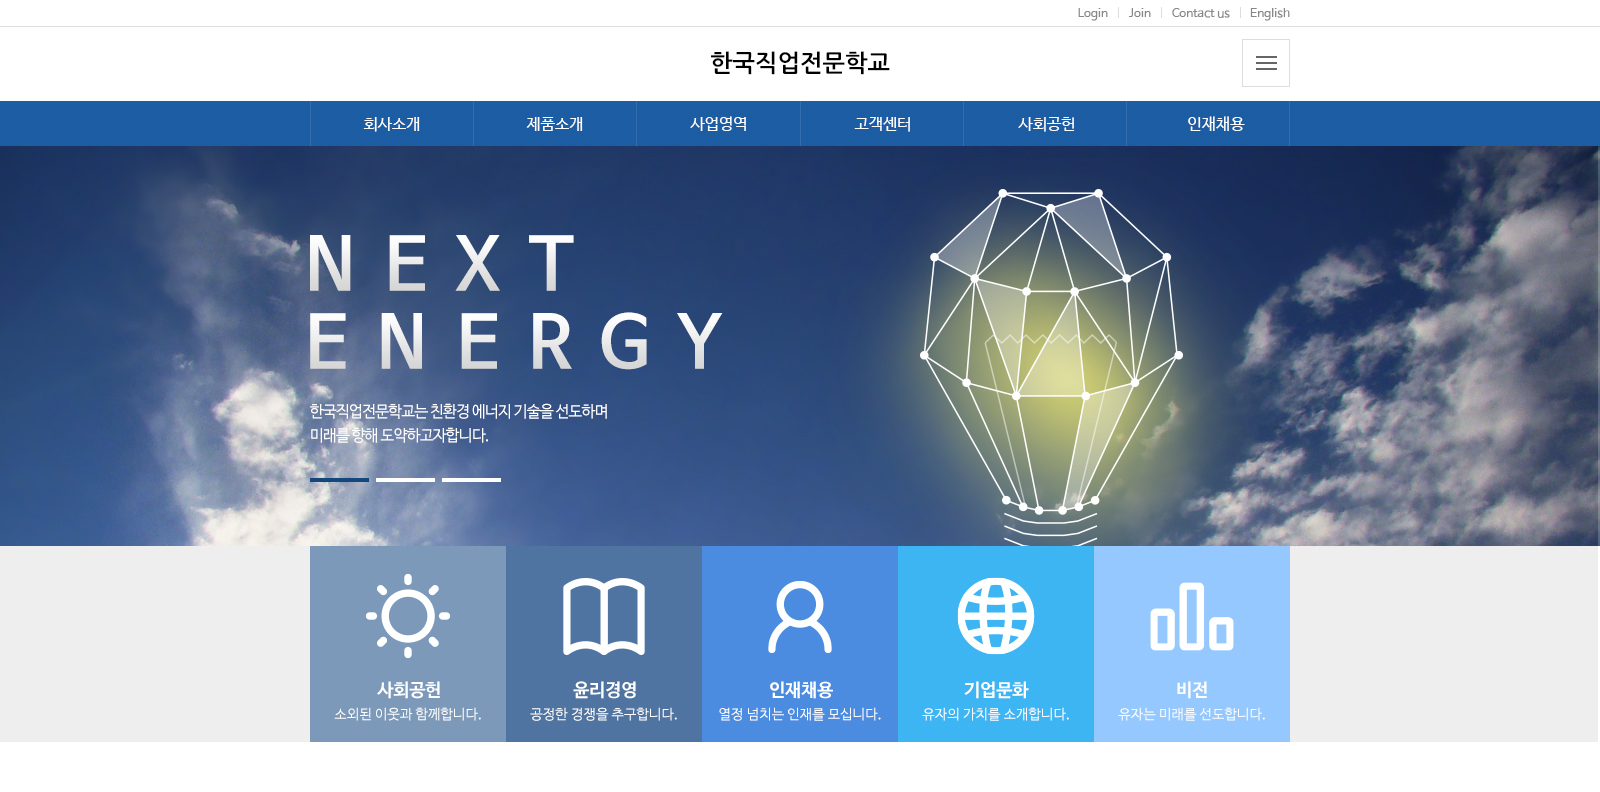 Login
Join
Contact us
English
한국직업전문학교
회사소개
제품소개
사업영역
고객센터
사회공헌
인재채용
NEXT
ENERGY
한국직업전문학교는 친환경 에너지 기술을 선도하며
미래를 향해 도약하고자합니다.
사회공헌
소외된 이웃과 함께합니다.
윤리경영
공정한 경쟁을 추구합니다.
인재채용
열정 넘치는 인재를 모십니다.
기업문화
유자의 가치를 소개합니다.
비전
유자는 미래를 선도합니다.